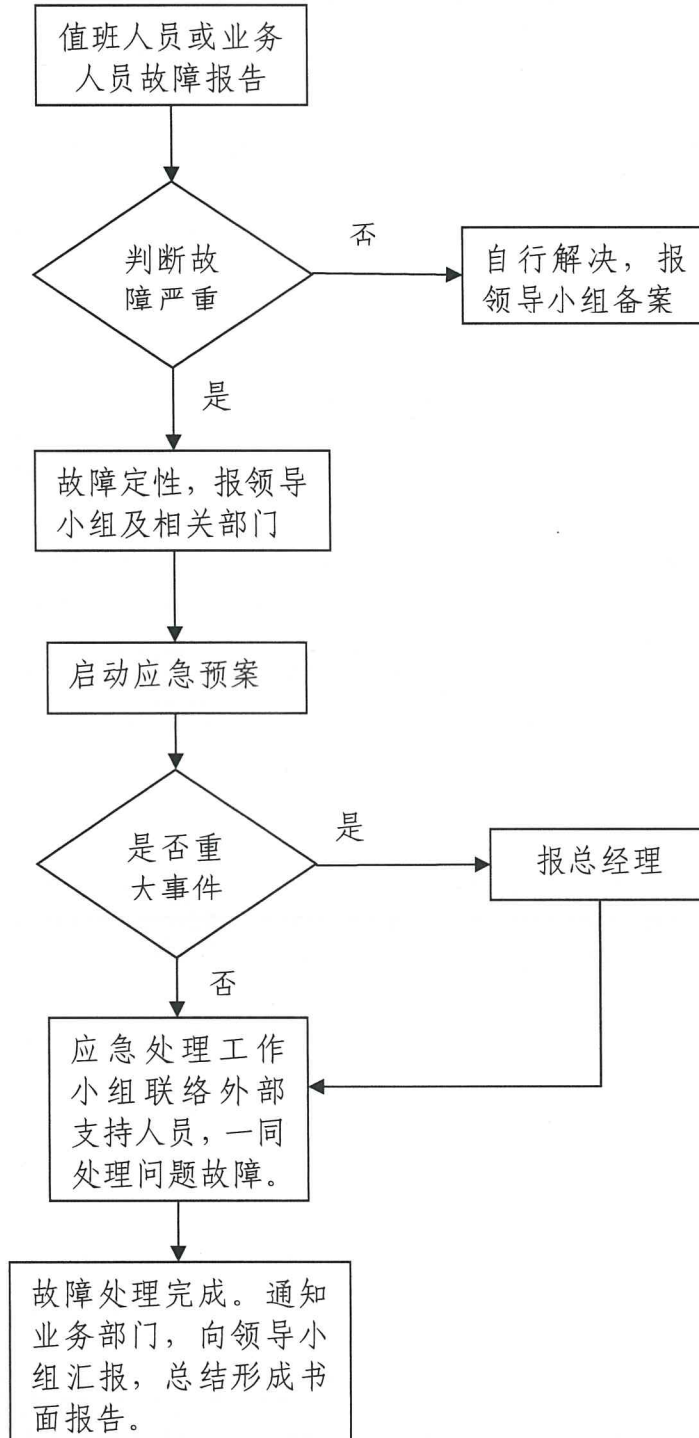 值班人员或业务
人员故障报告
判断故
障严重
否
自行解决，报
领导小组备案
是
故障定性，报领导
小组及相关部门
启动应急预案
是否重
大事件
是
报总经理
否
应急处理工作
小组联络外部
支持人员，一同
处理问题故障。
故障处理完成。通知
业务部门，向领导小
组汇报，总结形成书
面报告。